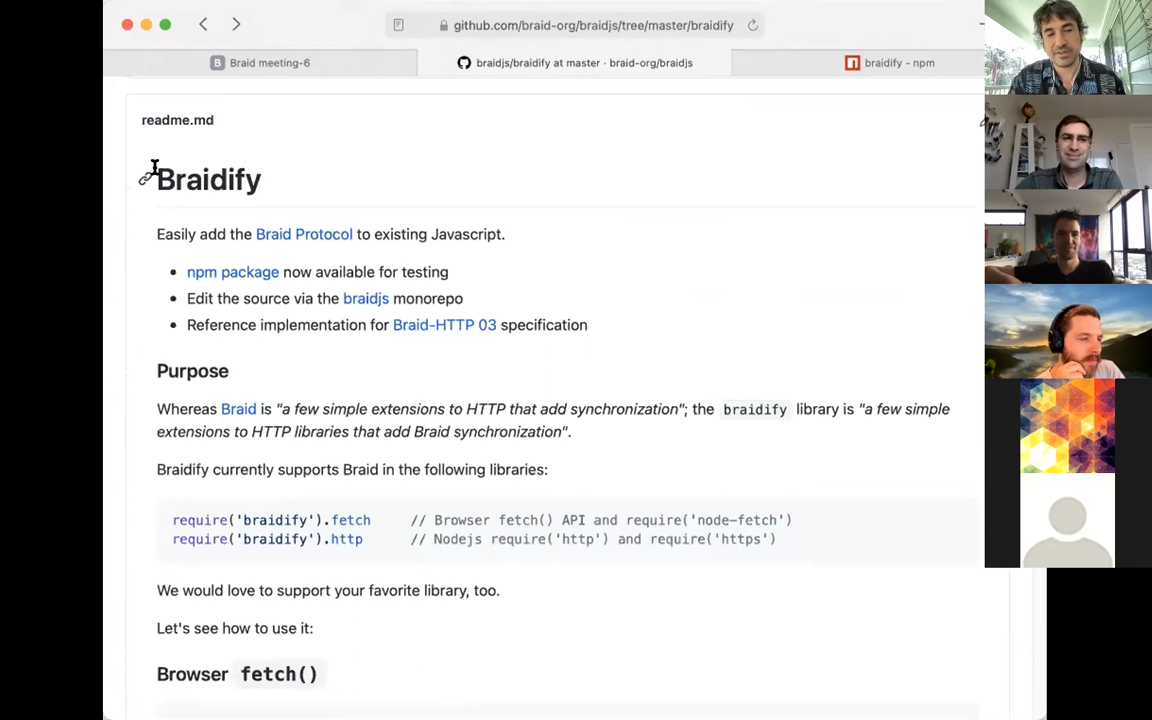 github.com/braid-org/braidjs/tree/master/braidify
B Braid meeting-6
braidjs/braidify at master · braid-org/braidjs
braidify - npm
readme.md
Braidify
Easily add the Braid Protocol to existing Javascript.
• npm package now available for testing
• Edit the source via the braidjs monorepo
• Reference implementation for Braid-HTTP 03 specification
Purpose
Whereas Braid is "a few simple extensions to HTTP that add synchronization"; the braidify library is "a few simple
extensions to HTTP libraries that add Braid synchronization".
Braidify currently supports Braid in the following libraries:
require('braidify').fetch // Browser fetch() API and require('node-fetch')
require('braidify').http // Nodejs require('http') and require('https')
We would love to support your favorite library, too.
Let's see how to use it:
Browser fetch()